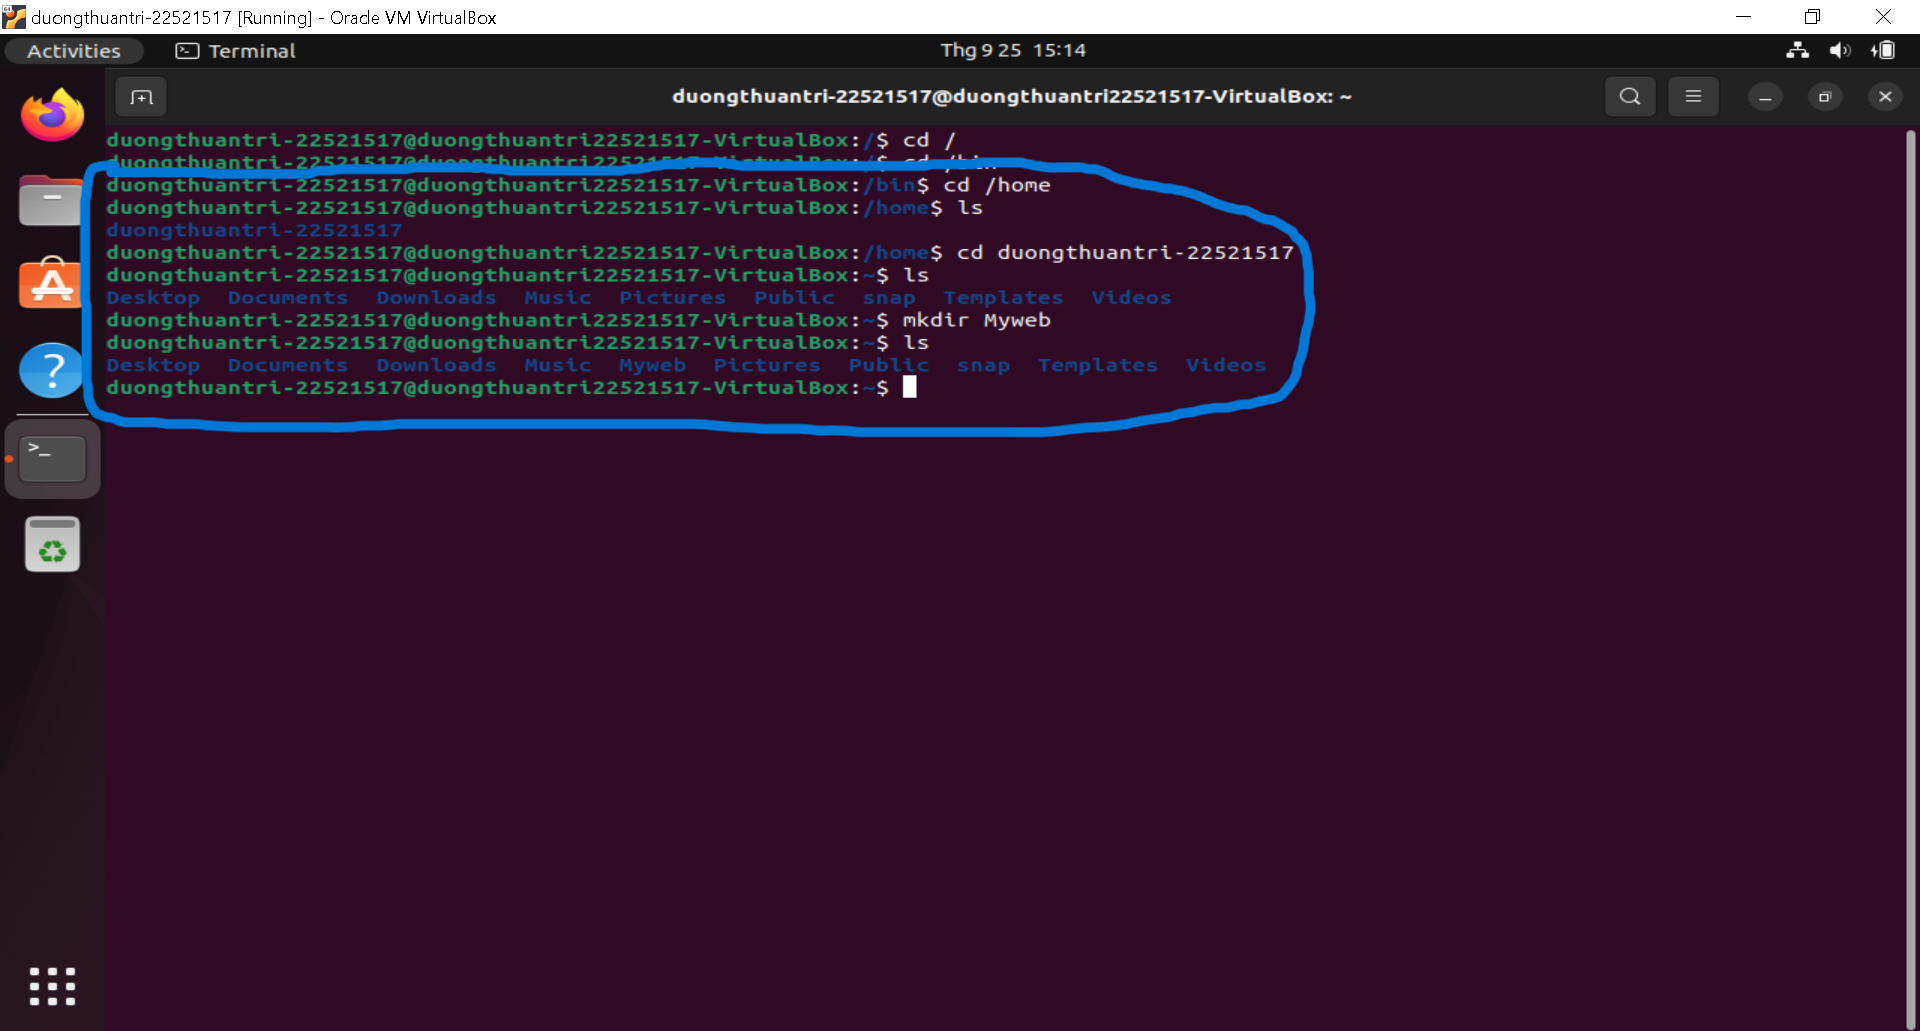 duongthuantri-22521517 [Running] - Oracle VM VirtualBox
Activities Terminal Thg 9 25 15:14
duongthuantri-22521517@duongthuantri22521517-VirtualBox: ~
duongthuantri-22521517@duongthuantri22521517-VirtualBox:/$ cd /
duongthuantri-22521517@duongthuantri22521517-VirtualBox:/$ cd /bin
duongthuantri-22521517@duongthuantri22521517-VirtualBox:/bin$ cd /home
duongthuantri-22521517@duongthuantri22521517-VirtualBox:/home$ ls
duongthuantri-22521517
duongthuantri-22521517@duongthuantri22521517-VirtualBox:/home$ cd duongthuantri-22521517
duongthuantri-22521517@duongthuantri22521517-VirtualBox:~$ ls
Desktop Documents Downloads Music Pictures Public snap Templates Videos
duongthuantri-22521517@duongthuantri22521517-VirtualBox:~$ mkdir Myweb
duongthuantri-22521517@duongthuantri22521517-VirtualBox:~$ ls
Desktop Documents Downloads Music Myweb Pictures Public snap Templates Videos
duongthuantri-22521517@duongthuantri22521517-VirtualBox:~$